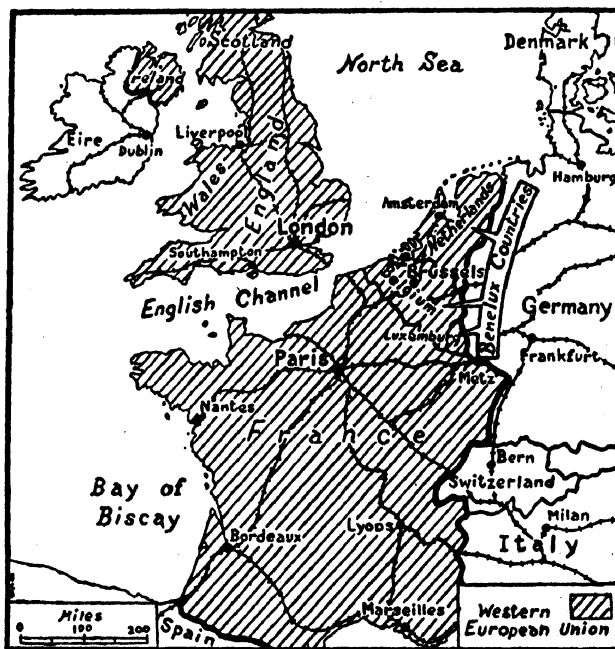 Scotland
North Sea
Denmark
N.
Ireland
Eire
Dublin
Liverpool
Wales
England
London
Southampton
English Channel
Hamburg
Amsterdam
Netherlands
Brussels
Belgium
Benelux Countries
Luxemburg
Germany
Frankfurt
Paris
Metz
Nantes
France
Bern
Switzerland
Bay of
Biscay
Bordeaux
Lyons
Milan
Italy
Marseilles
Spain
Miles
0 100 200
Western
European Union